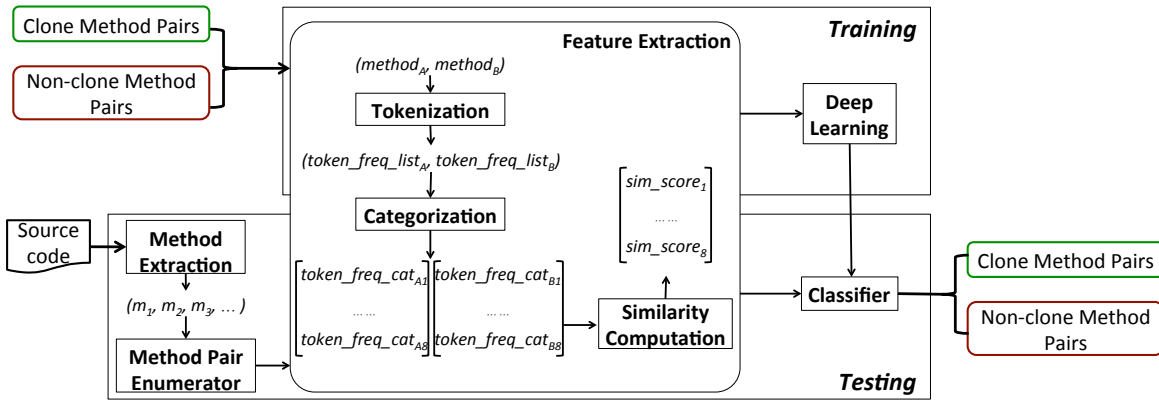 Clone Method Pairs
Non-clone Method
Pairs
Training
Feature Extraction
(method_A, method_B)
Tokenization
(token_freq_list_A, token_freq_list_B)
Categorization
token_freq_cat_A1
... ...
token_freq_cat_A8
token_freq_cat_B1
... ...
token_freq_cat_B8
Similarity
Computation
sim_score_1
... ...
sim_score_8
Deep
Learning
Source
code
Method
Extraction
(m_1, m_2, m_3, ... )
Method Pair
Enumerator
Classifier
Testing
Clone Method Pairs
Non-clone Method
Pairs